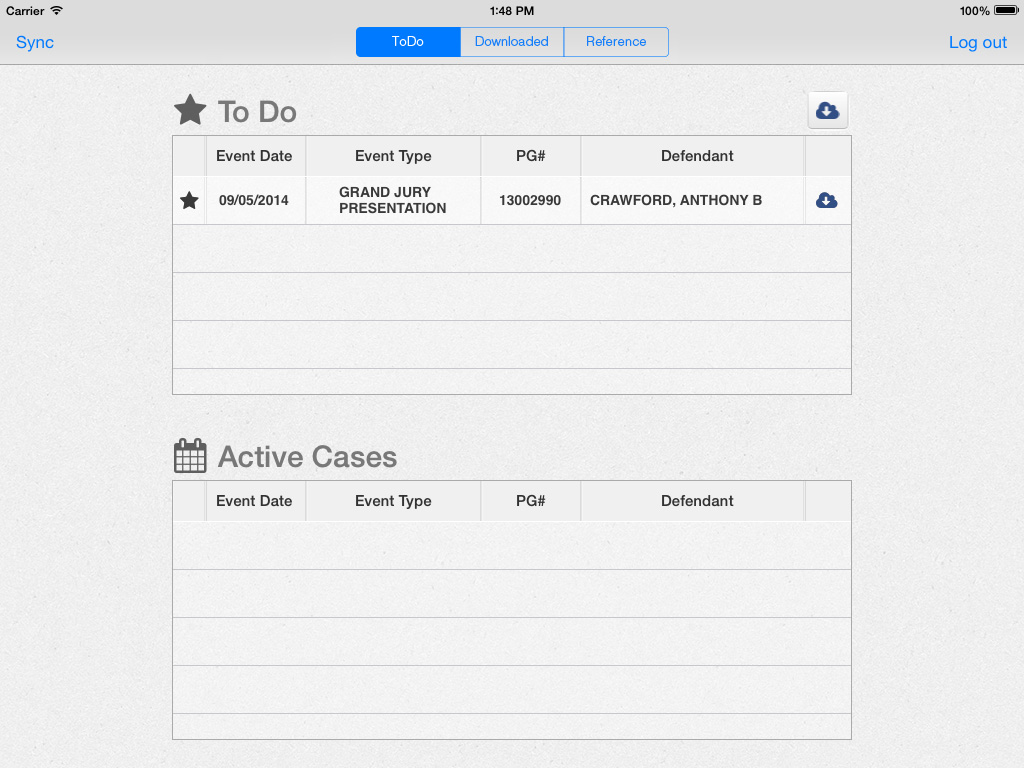 Carrier 1:48 PM 100%
Sync ToDo Downloaded Reference Log out
To Do
Event Date Event Type PG# Defendant
09/05/2014 GRAND JURY PRESENTATION 13002990 CRAWFORD, ANTHONY B
Active Cases
Event Date Event Type PG# Defendant